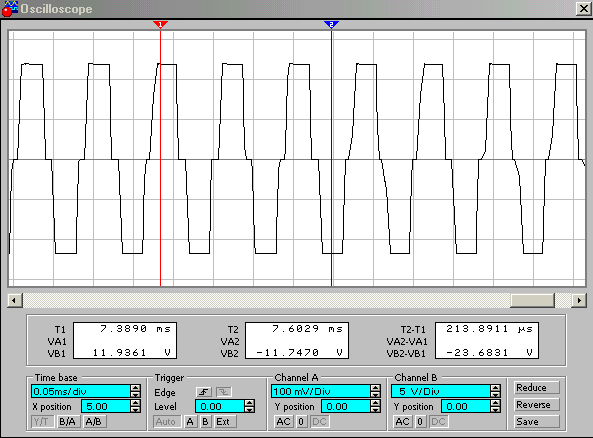 Oscilloscope
1 2
T1 7.3890 ms T2 7.6029 ms T2-T1 213.8911 µs
VA1 VA2 VA2-VA1
VB1 11.9361 V VB2 -11.7470 V VB2-VB1 -23.6831 V
Time base Trigger Channel A Channel B
0.05ms/div Edge 100 mV/Div 5 V/Div Reduce
X position 5.00 Level 0.00 Y position 0.00 Y position 0.00 Reverse
Y/T B/A A/B Auto A B Ext AC 0 DC AC 0 DC Save